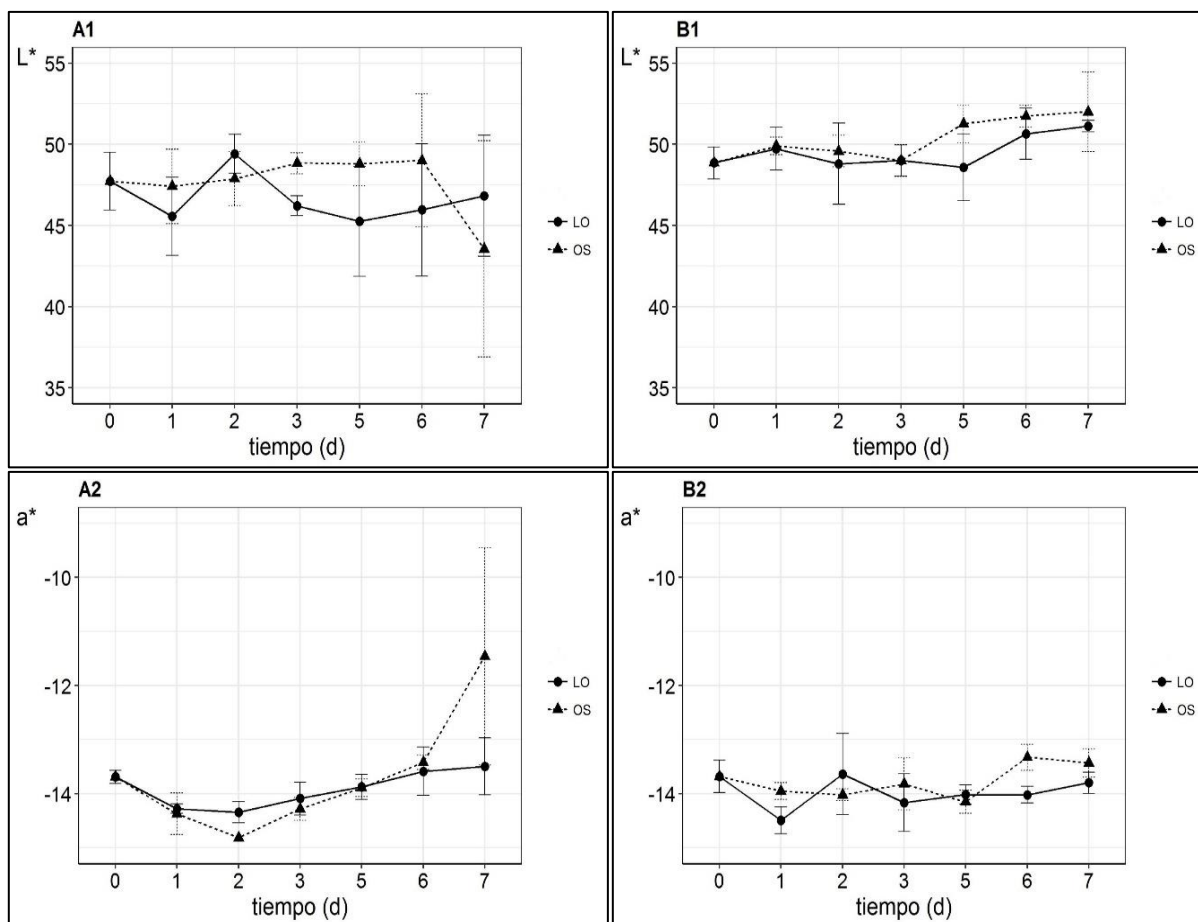 A1
L*
55
50
45
40
35
0 1 2 3 5 6 7
tiempo (d)
LO
OS
B1
L*
55
50
45
40
35
0 1 2 3 5 6 7
tiempo (d)
LO
OS
A2
a*
-10
-12
-14
0 1 2 3 5 6 7
tiempo (d)
LO
OS
B2
a*
-10
-12
-14
0 1 2 3 5 6 7
tiempo (d)
LO
OS